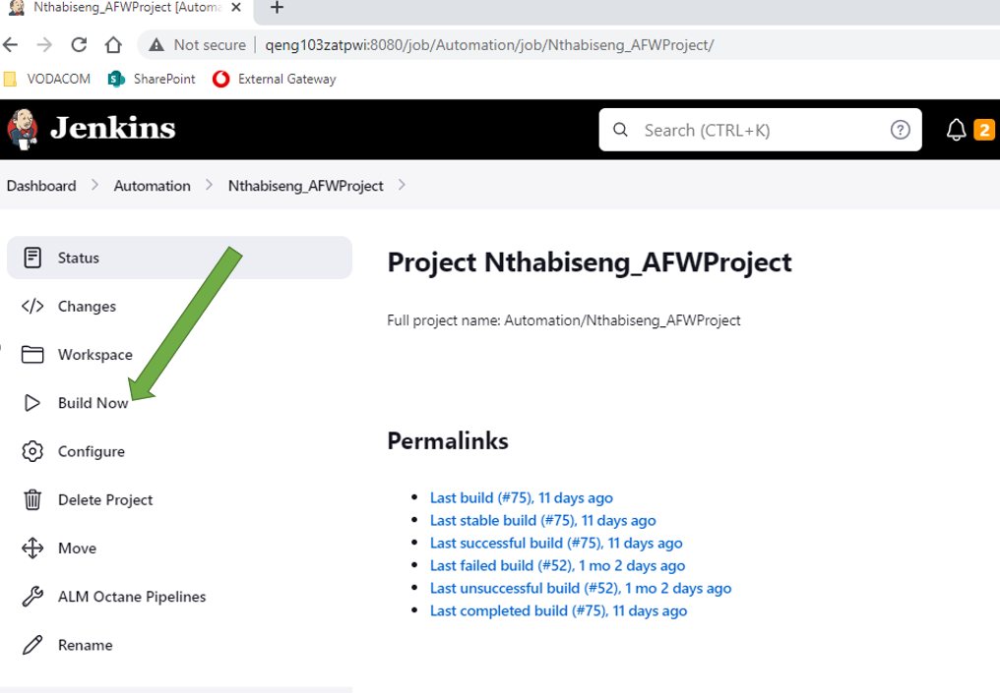 Nthabiseng_AFWProject [Automa
Not secure qeng103zatpwi:8080/job/Automation/job/Nthabiseng_AFWProject/
VODACOM SharePoint External Gateway
Jenkins Search (CTRL+K) ? 2
Dashboard Automation Nthabiseng_AFWProject
Status
Project Nthabiseng_AFWProject
Changes
Full project name: Automation/Nthabiseng_AFWProject
Workspace
Build Now
Configure
Delete Project
Move
ALM Octane Pipelines
Rename
Permalinks
Last build (#75), 11 days ago
Last stable build (#75), 11 days ago
Last successful build (#75), 11 days ago
Last failed build (#52), 1 mo 2 days ago
Last unsuccessful build (#52), 1 mo 2 days ago
Last completed build (#75), 11 days ago